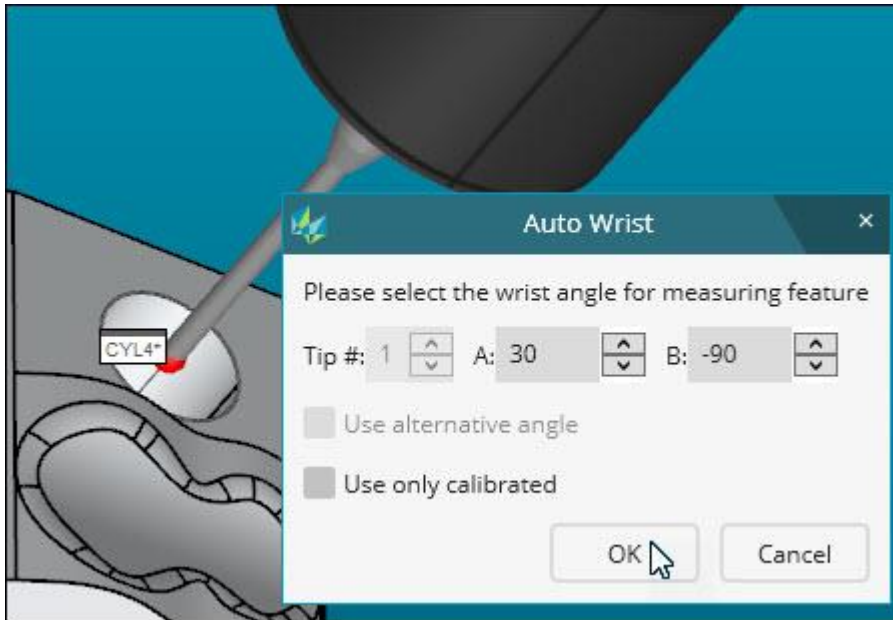 Auto Wrist
Please select the wrist angle for measuring feature
Tip #: 1 A: 30 B: -90
CYL4*
Use alternative angle
Use only calibrated
OK Cancel